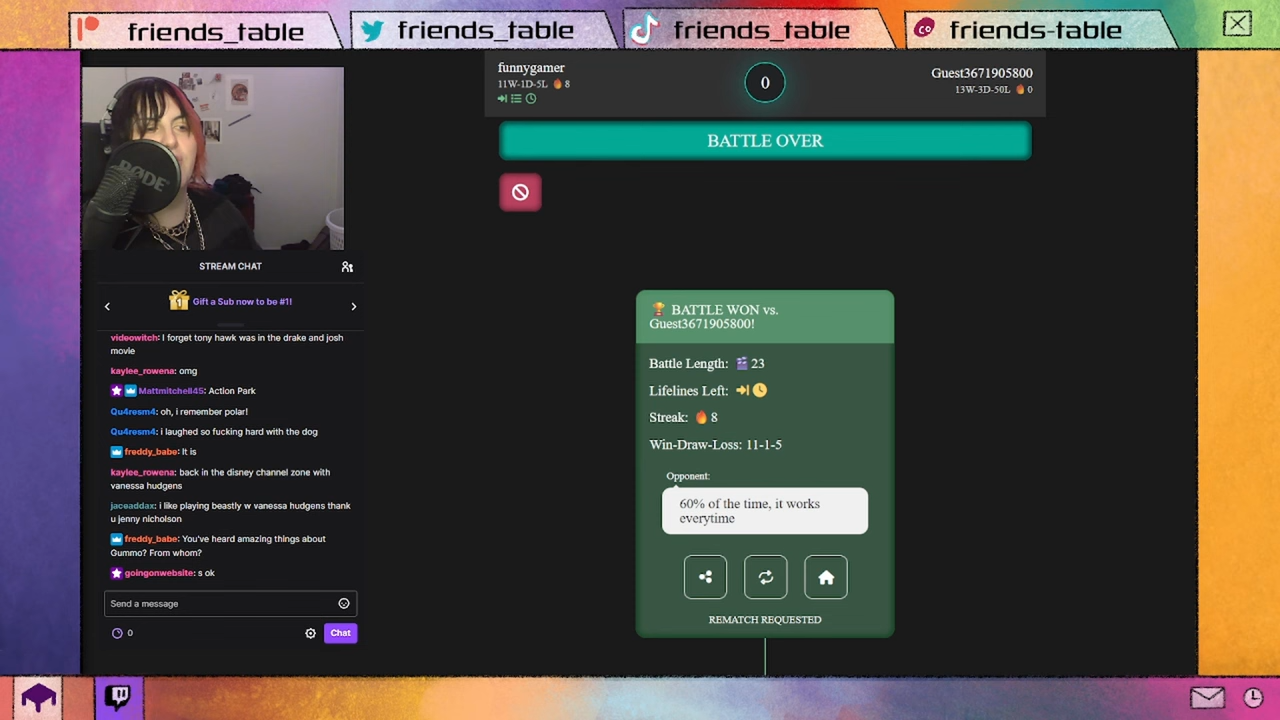 friends_table
friends_table
friends_table
friends-table
funnygamer
11W-1D-5L 8
0
Guest3671905800
13W-3D-50L 0
BATTLE OVER
RØDE
STREAM CHAT
1
Gift a Sub now to be #1!
videowitch: I forget tony hawk was in the drake and josh
movie
kaylee_rowena: omg
Mattmitchell45: Action Park
Qu4resm4: oh, i remember polar!
Qu4resm4: i laughed so fucking hard with the dog
freddy_babe: It is
kaylee_rowena: back in the disney channel zone with
vanessa hudgens
jaceaddax: i like playing beastly w vanessa hudgens thank
u jenny nicholson
freddy_babe: You've heard amazing things about
Gummo? From whom?
goingonwebsite: s ok
Send a message
0
Chat
BATTLE WON vs.
Guest3671905800!
Battle Length: 23
Lifelines Left:
Streak: 8
Win-Draw-Loss: 11-1-5
Opponent:
60% of the time, it works
everytime
REMATCH REQUESTED